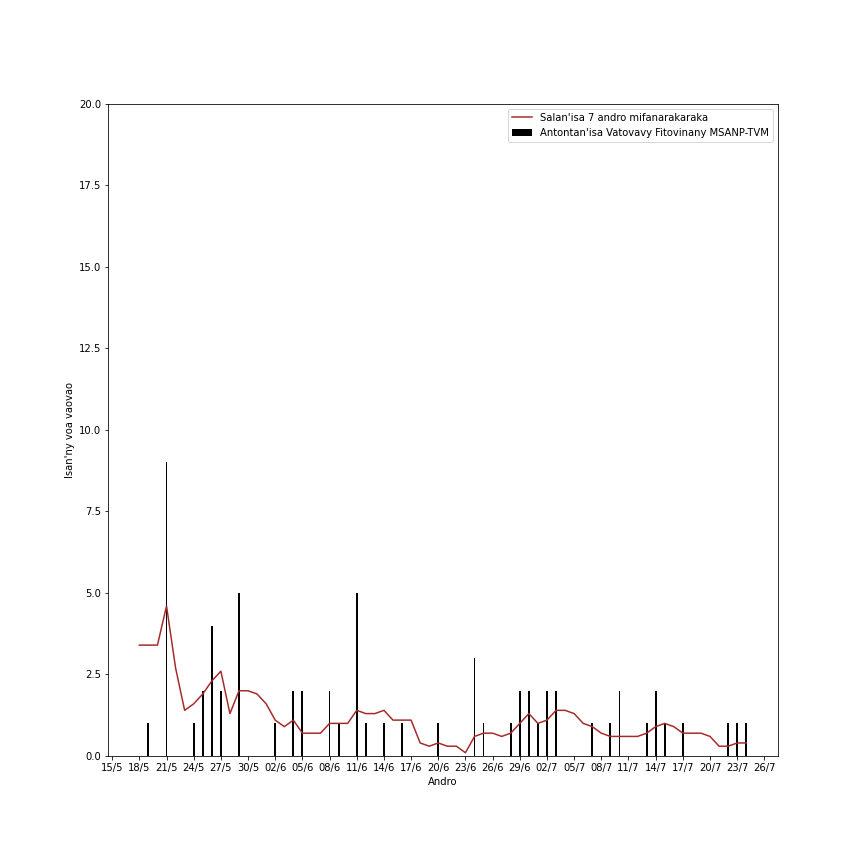 Salan'isa 7 andro mifanarakaraka
Antontan'isa Vatovavy Fitovinany MSANP-TVM
20.0
17.5
15.0
12.5
10.0
7.5
5.0
2.5
0.0
Isan'ny voa vaovao
15/5 18/5 21/5 24/5 27/5 30/5 02/6 05/6 08/6 11/6 14/6 17/6 20/6 23/6 26/6 29/6 02/7 05/7 08/7 11/7 14/7 17/7 20/7 23/7 26/7
Andro